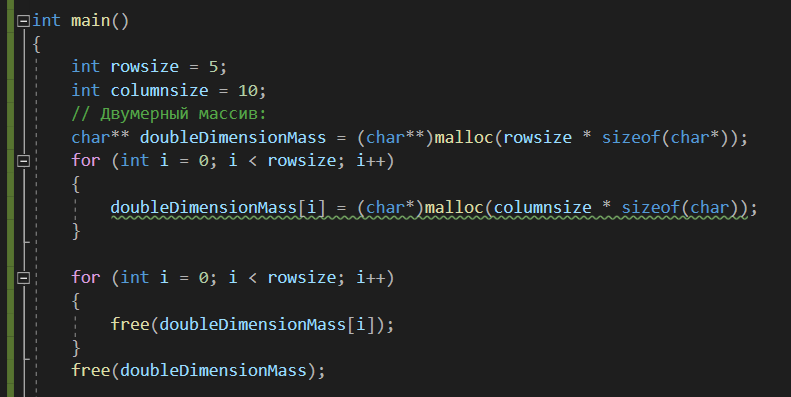 int main()
{
int rowsize = 5;
int columnsize = 10;
// Двумерный массив:
char** doubleDimensionMass = (char**)malloc(rowsize * sizeof(char*));
for (int i = 0; i < rowsize; i++)
{
doubleDimensionMass[i] = (char*)malloc(columnsize * sizeof(char));
}
for (int i = 0; i < rowsize; i++)
{
free(doubleDimensionMass[i]);
}
free(doubleDimensionMass);